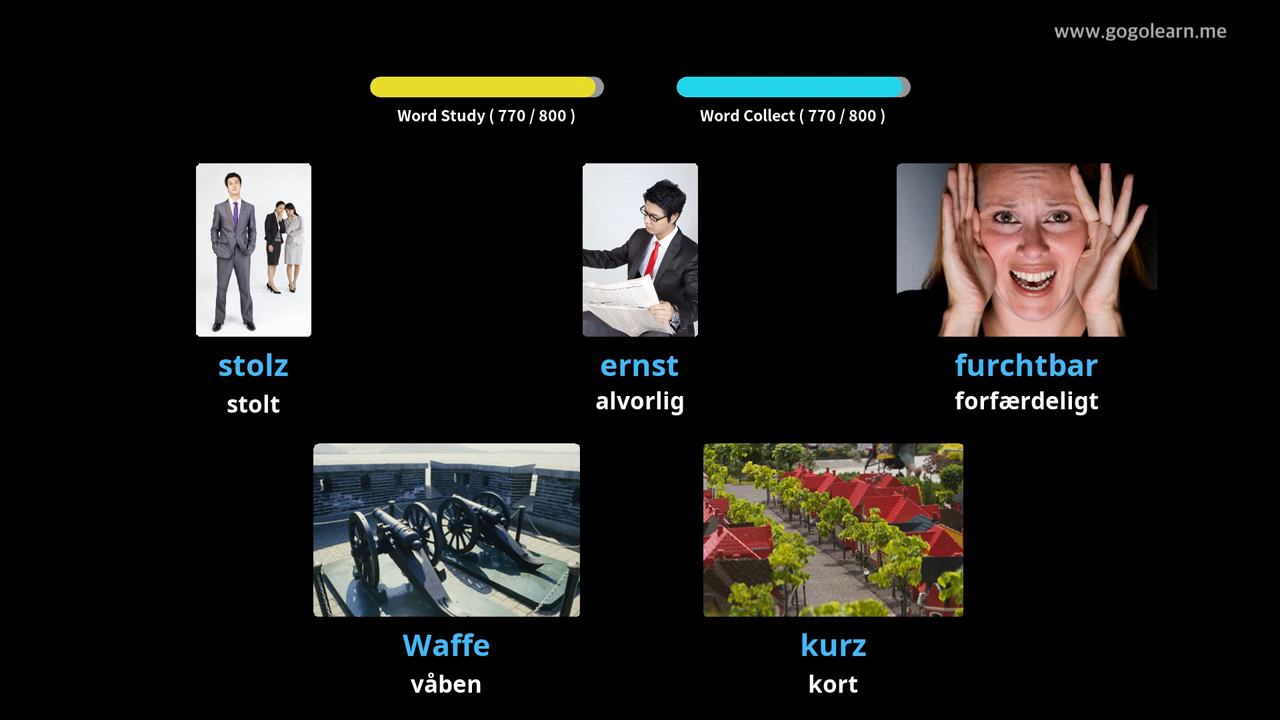 www.gogolearn.me
Word Study ( 770 / 800 )
Word Collect ( 770 / 800 )
stolz
stolt
ernst
alvorlig
furchtbar
forfærdeligt
Waffe
våben
kurz
kort